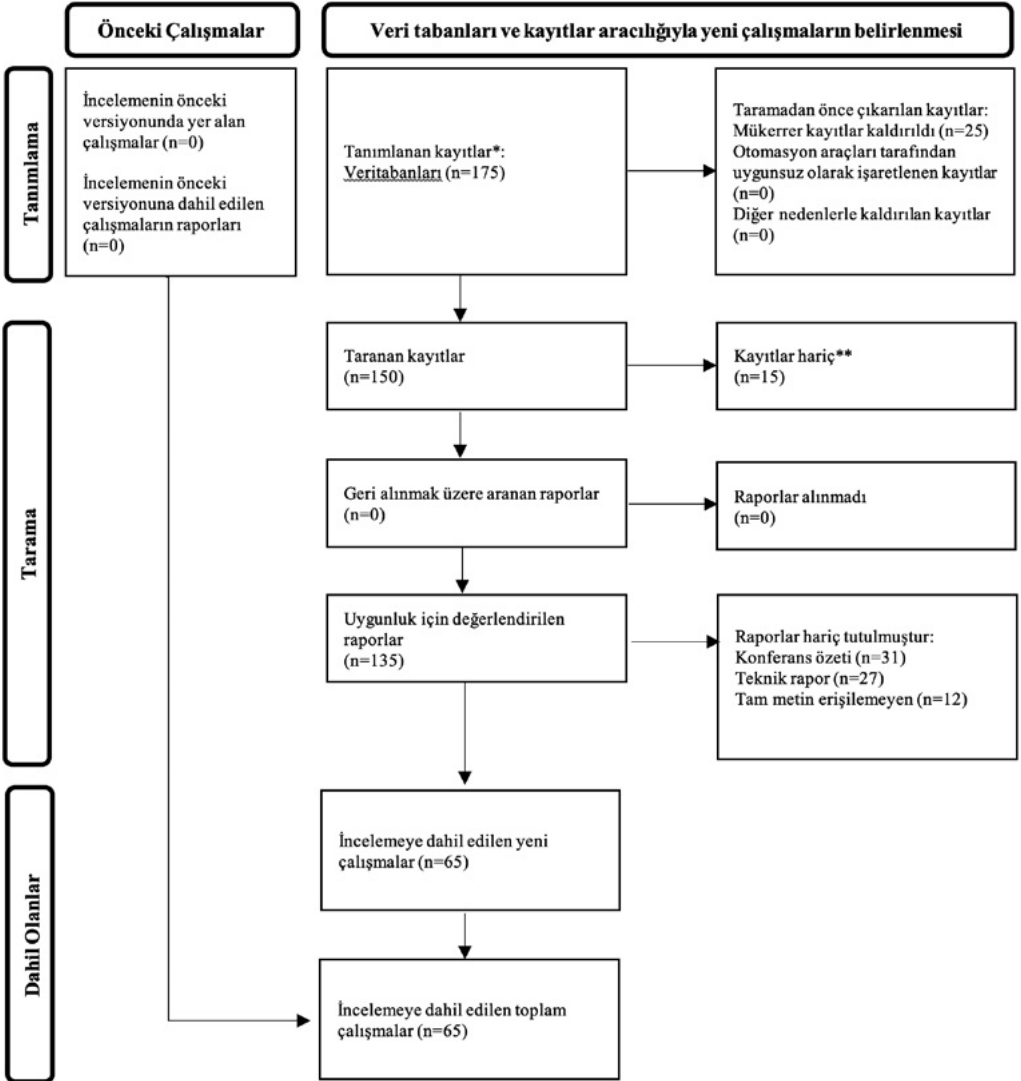 Önceki Çalışmalar
Veri tabanları ve kayıtlar aracılığıyla yeni çalışmaların belirlenmesi
Tanımlama
İncelemenin önceki
versiyonunda yer alan
çalışmalar (n=0)
İncelemenin önceki
versiyonuna dahil edilen
çalışmaların raporları
(n=0)
Tanımlanan kayıtlar*:
Veritabanları (n=175)
Taramadan önce çıkarılan kayıtlar:
Mükerrer kayıtlar kaldırıldı (n=25)
Otomasyon araçları tarafından
uygunsuz olarak işaretlenen kayıtlar
(n=0)
Diğer nedenlerle kaldırılan kayıtlar
(n=0)
Tarama
Taranan kayıtlar
(n=150)
Kayıtlar hariç**
(n=15)
Geri alınmak üzere aranan raporlar
(n=0)
Raporlar alınmadı
(n=0)
Uygunluk için değerlendirilen
raporlar
(n=135)
Raporlar hariç tutulmuştur:
Konferans özeti (n=31)
Teknik rapor (n=27)
Tam metin erişilemeyen (n=12)
Dahil Olanlar
İncelemeye dahil edilen yeni
çalışmalar (n=65)
İncelemeye dahil edilen toplam
çalışmalar (n=65)